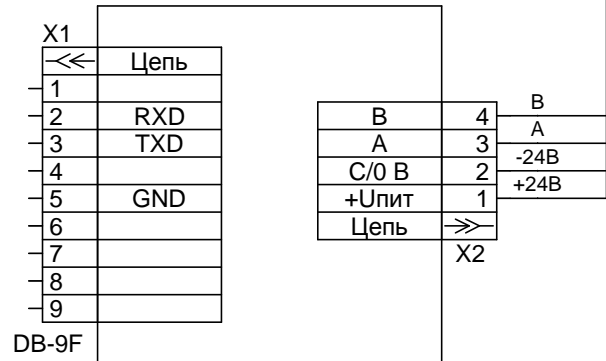 X1
Цепь
1
2 RXD
3 TXD
4
5 GND
6
7
8
9
DB-9F
B 4 B
A 3 A
C/0 B 2 -24В
+Uпит 1 +24В
Цепь
X2